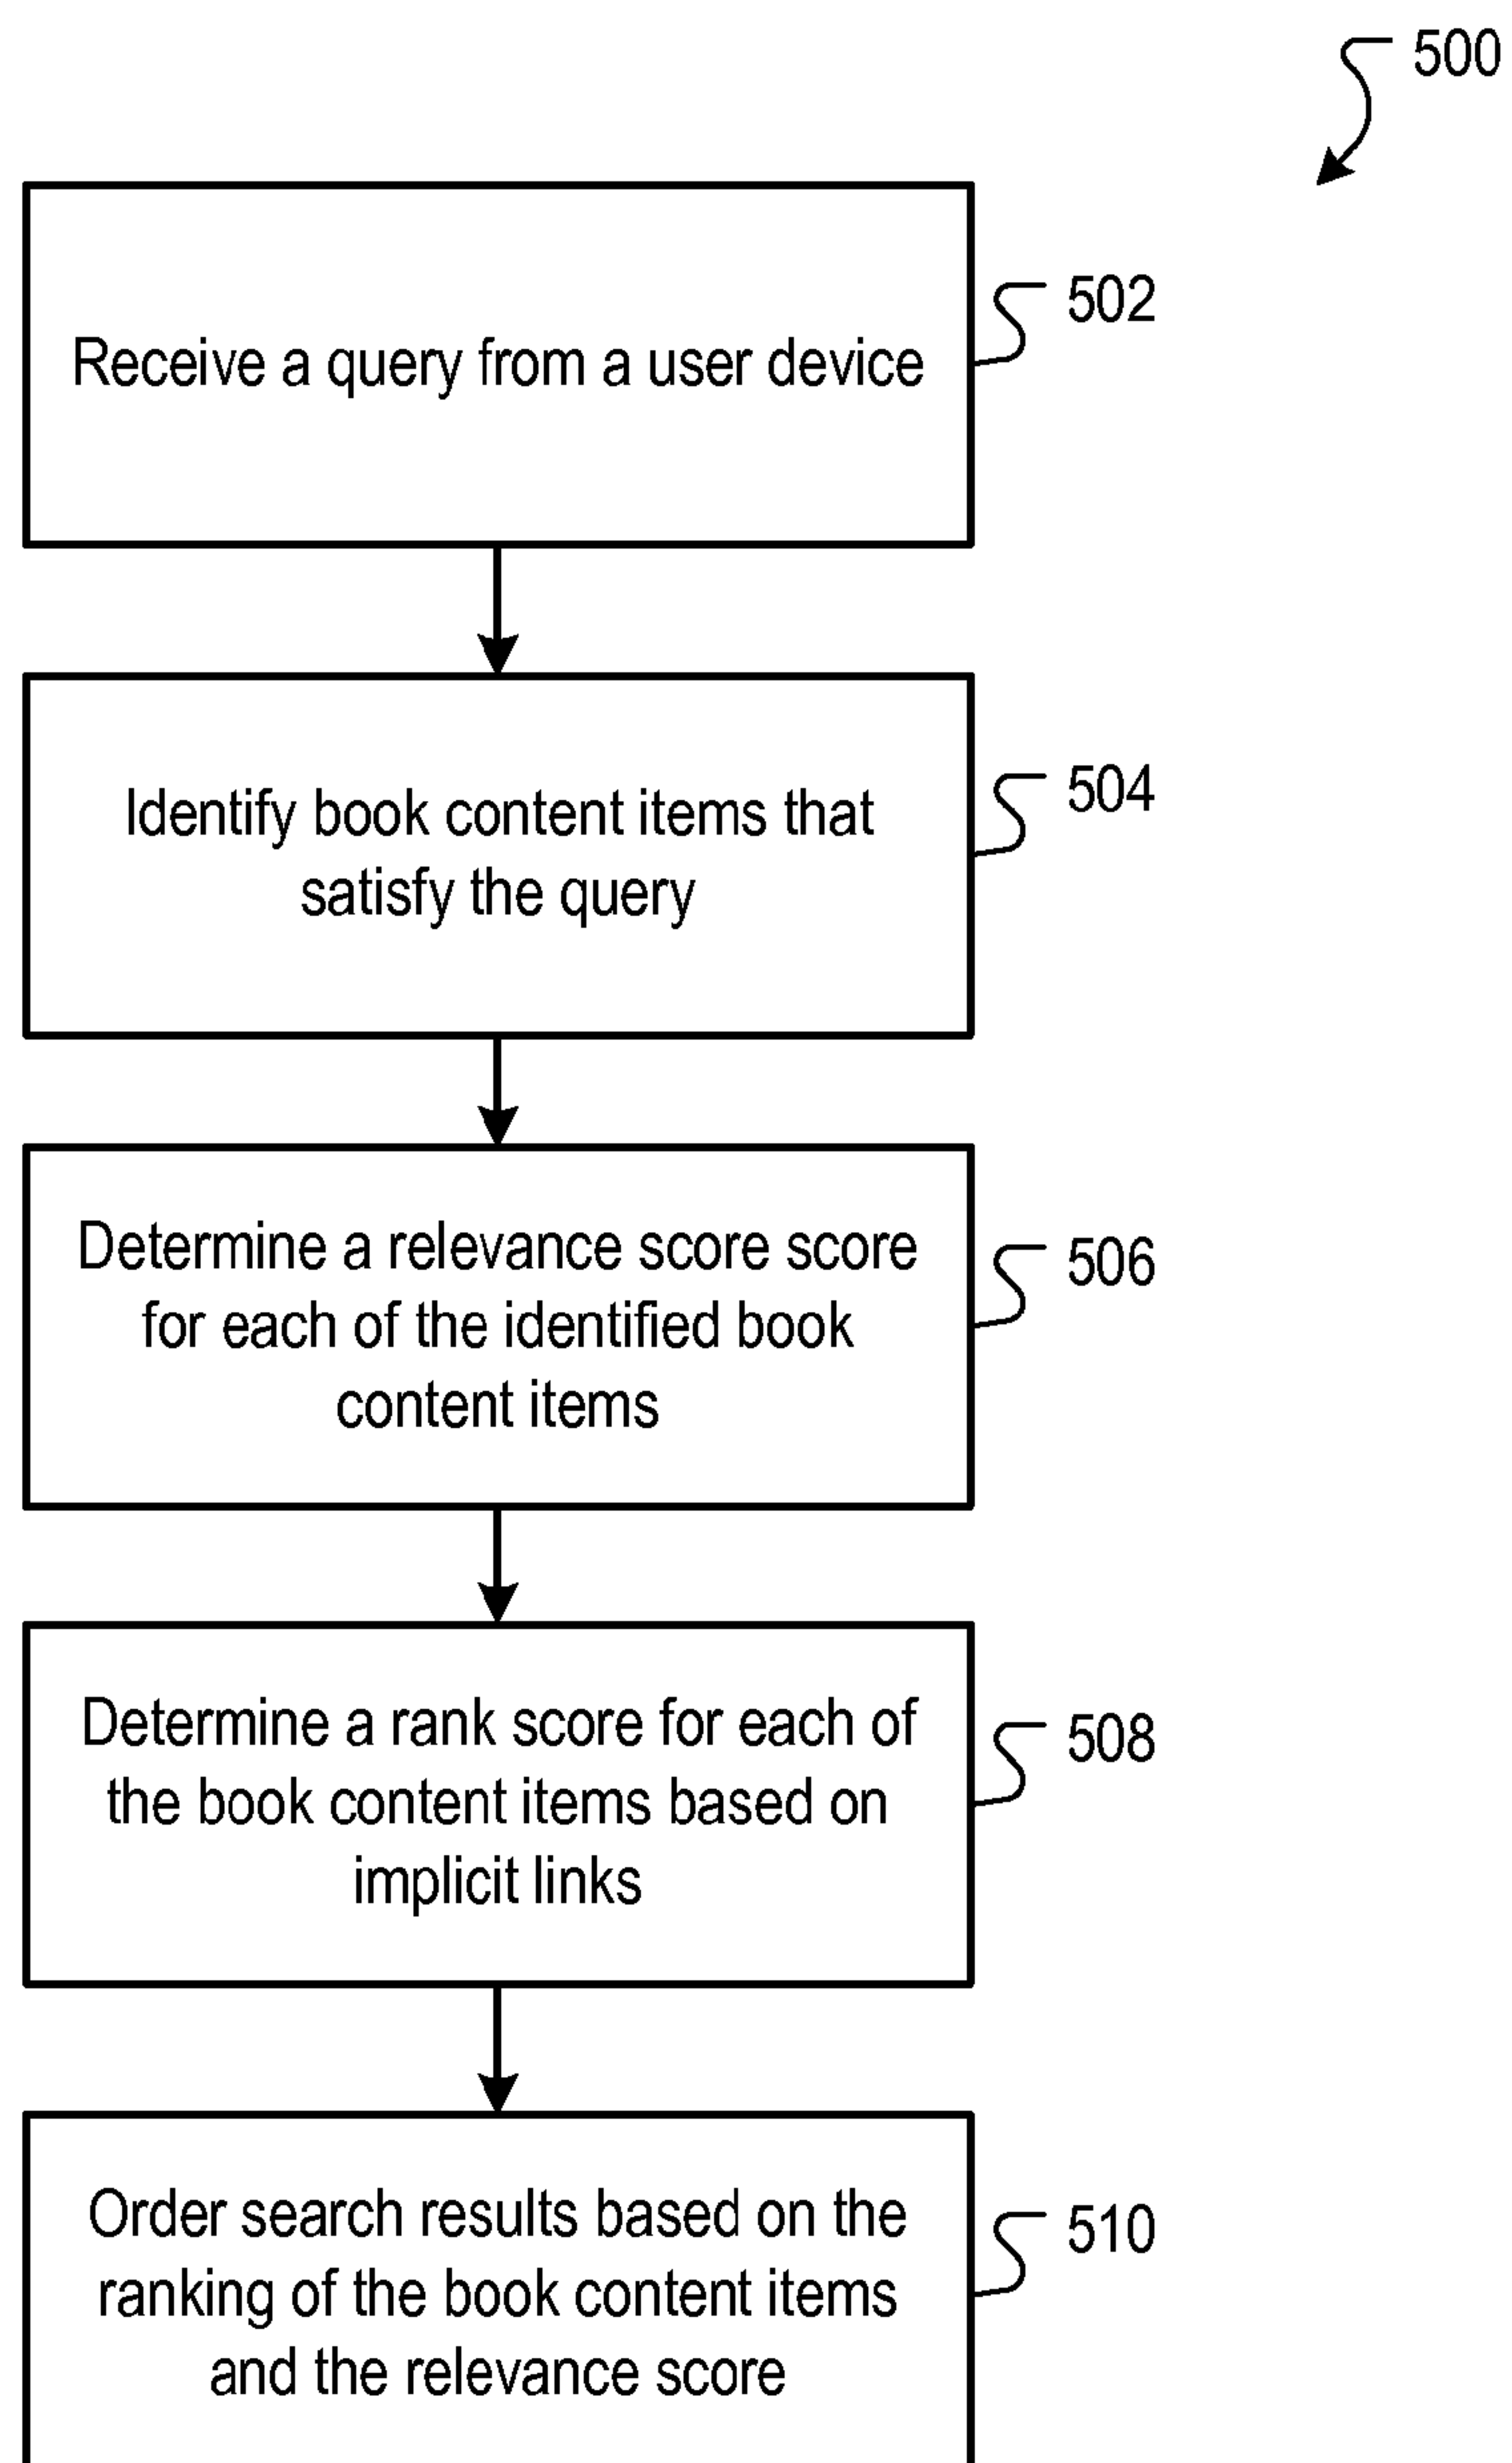 500
Receive a query from a user device
502
Identify book content items that
satisfy the query
504
Determine a relevance score score
for each of the identified book
content items
506
Determine a rank score for each of
the book content items based on
implicit links
508
Order search results based on the
ranking of the book content items
and the relevance score
510